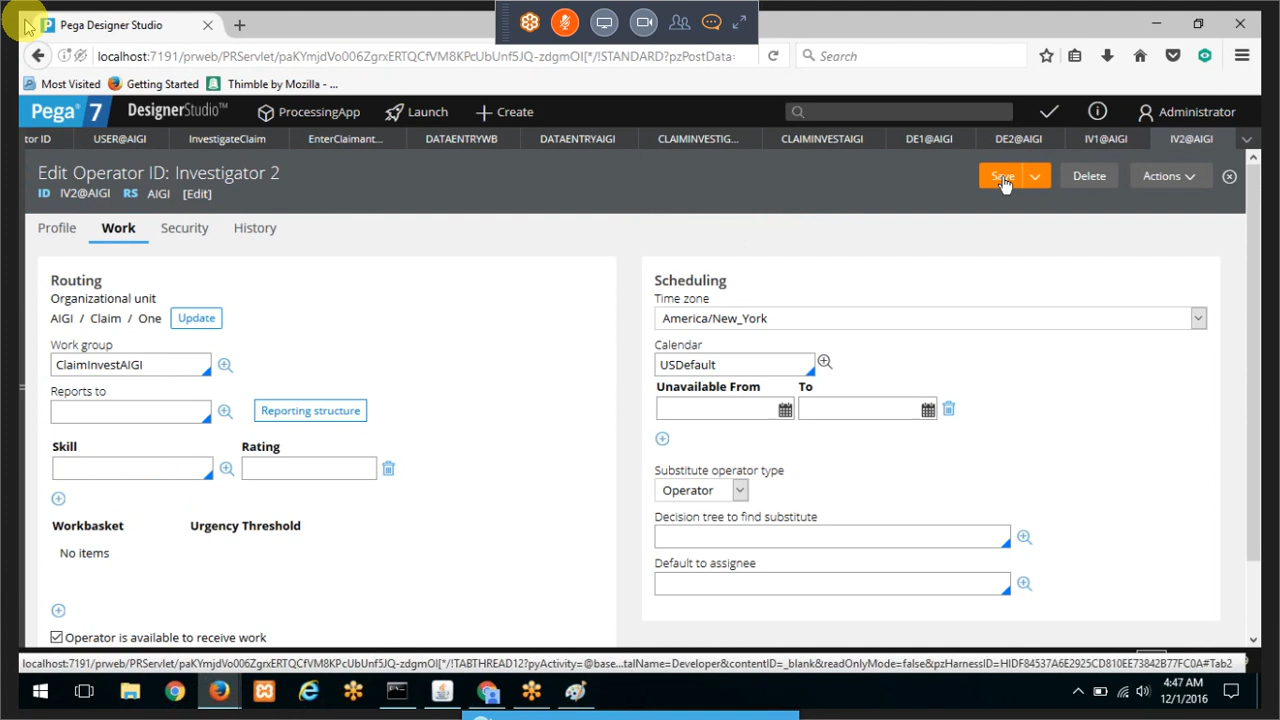 Pega Designer Studio
localhost:7191/prweb/PRServlet/paKYmjdVo006ZgrxEFTQCfVM8KPcUbUnf5JQ-zdgmOI[*/!STANDARD?pzPostData=
Search
Most Visited Getting Started Thimble by Mozilla - ...
Pega 7 DesignerStudio™ ProcessingApp Launch Create Administrator
tor ID USER@AIGI InvestigateClaim EnterClaimant... DATAENTRYWB DATAENTRYAIGI CLAIMINVESTIG... CLAIMINVESTAIGI DE1@AIGI DE2@AIGI IV1@AIGI IV2@AIGI
Edit Operator ID: Investigator 2
ID IV2@AIGI RS AIGI [Edit]
Save Delete Actions
Profile Work Security History
Routing
Organizational unit
AIGI / Claim / One Update
Work group
ClaimInvestAIGI
Reports to
Reporting structure
Skill Rating
Workbasket Urgency Threshold
No items
Operator is available to receive work
Scheduling
Time zone
America/New_York
Calendar
USDefault
Unavailable From To
Substitute operator type
Operator
Decision tree to find substitute
Default to assignee
localhost:7191/prweb/PRServlet/paKYmjdVo006ZgrxEFTQCfVM8KPcUbUnf5JQ-zdgmOI[*/!TABTHREAD12?pyActivity=@base...talName=Developer&contentID=_blank&readOnlyMode=false&pzHarnessID=HIDF84537A6E2925CD810EE73842B77FC0A#Tab2
4:47 AM
12/1/2016